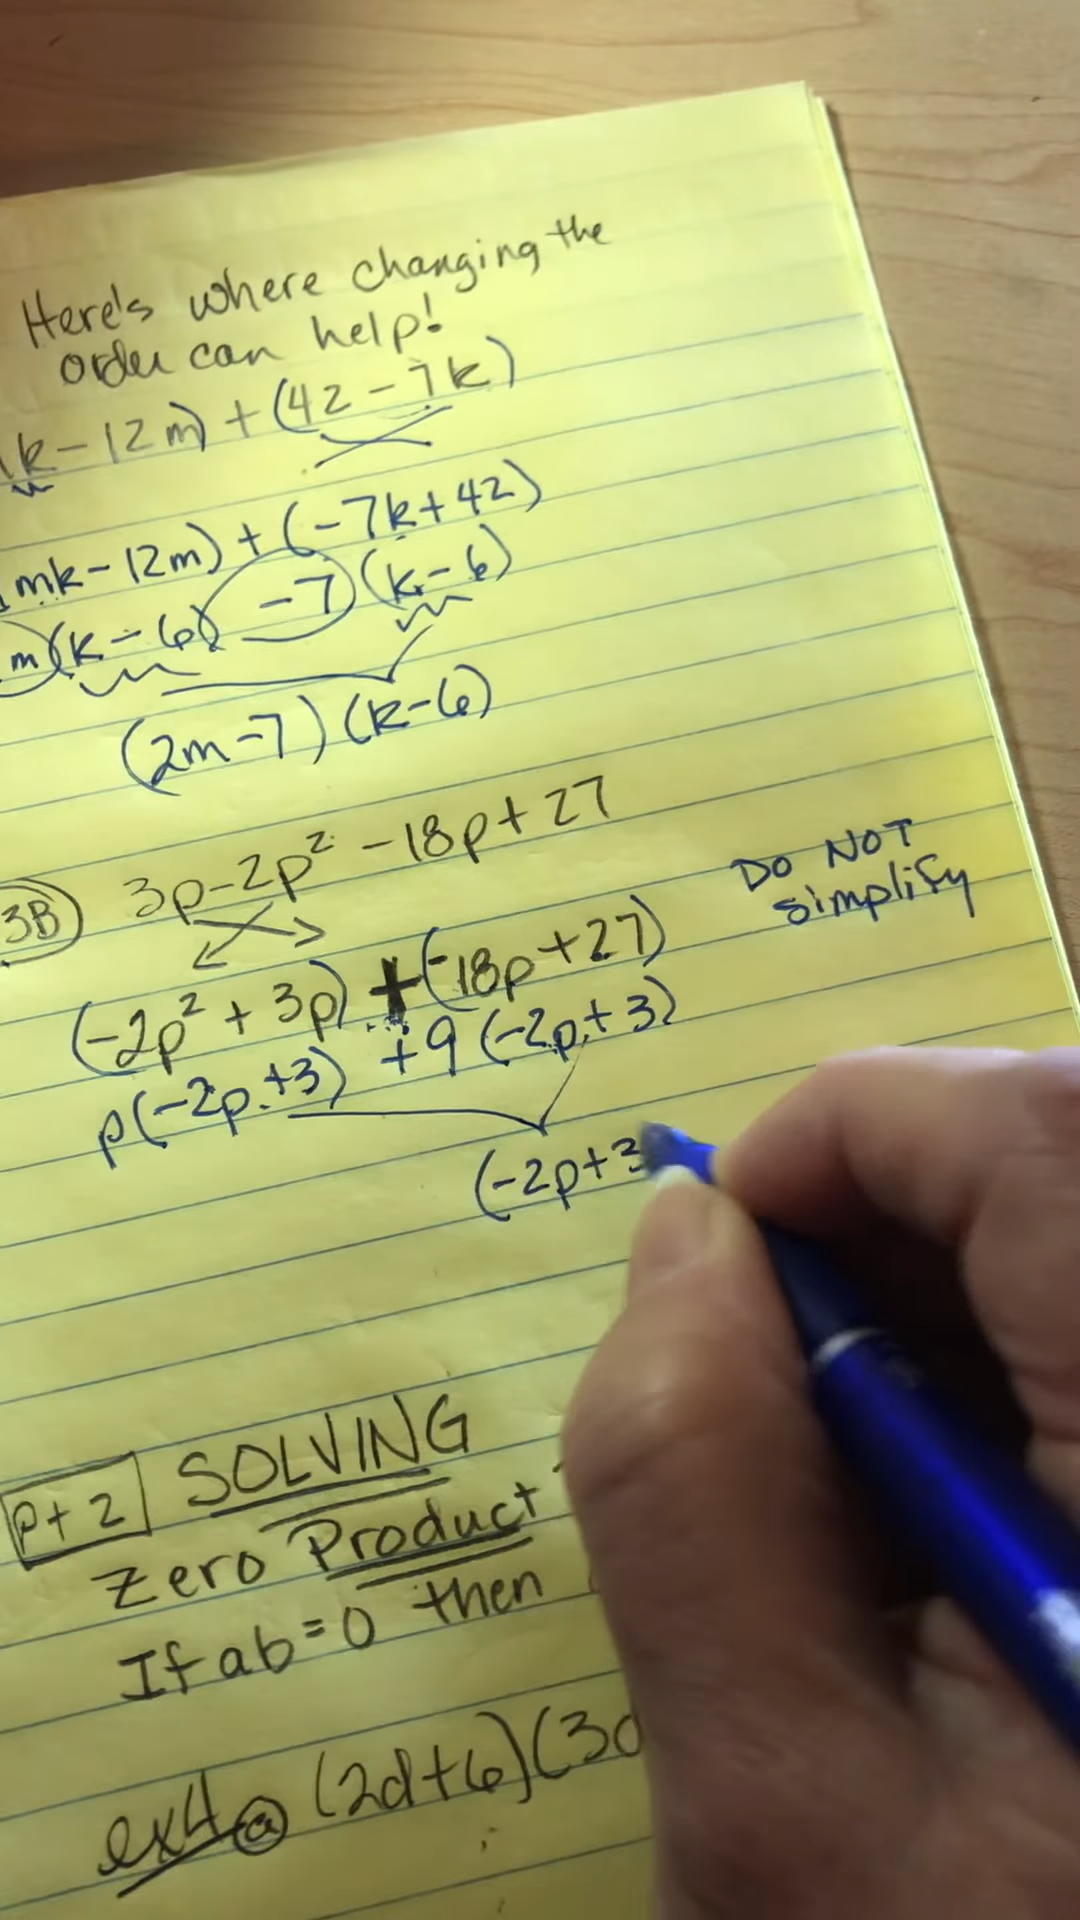 Here's where changing the
order can help!
k - 12m) + (42 - 7k)
mk - 12m) + (-7k + 42)
m(k - 6) - 7 (k - 6)
(2m - 7) (k - 6)
3B 3p - 2p² - 18p + 27
DO NOT
simplify
(-2p² + 3p) + (-18p + 27)
p(-2p + 3) + 9 (-2p + 3)
(-2p + 3
pt 2 SOLVING
Zero Product
If ab = 0 then
ex4 a (2d + 6)(3d